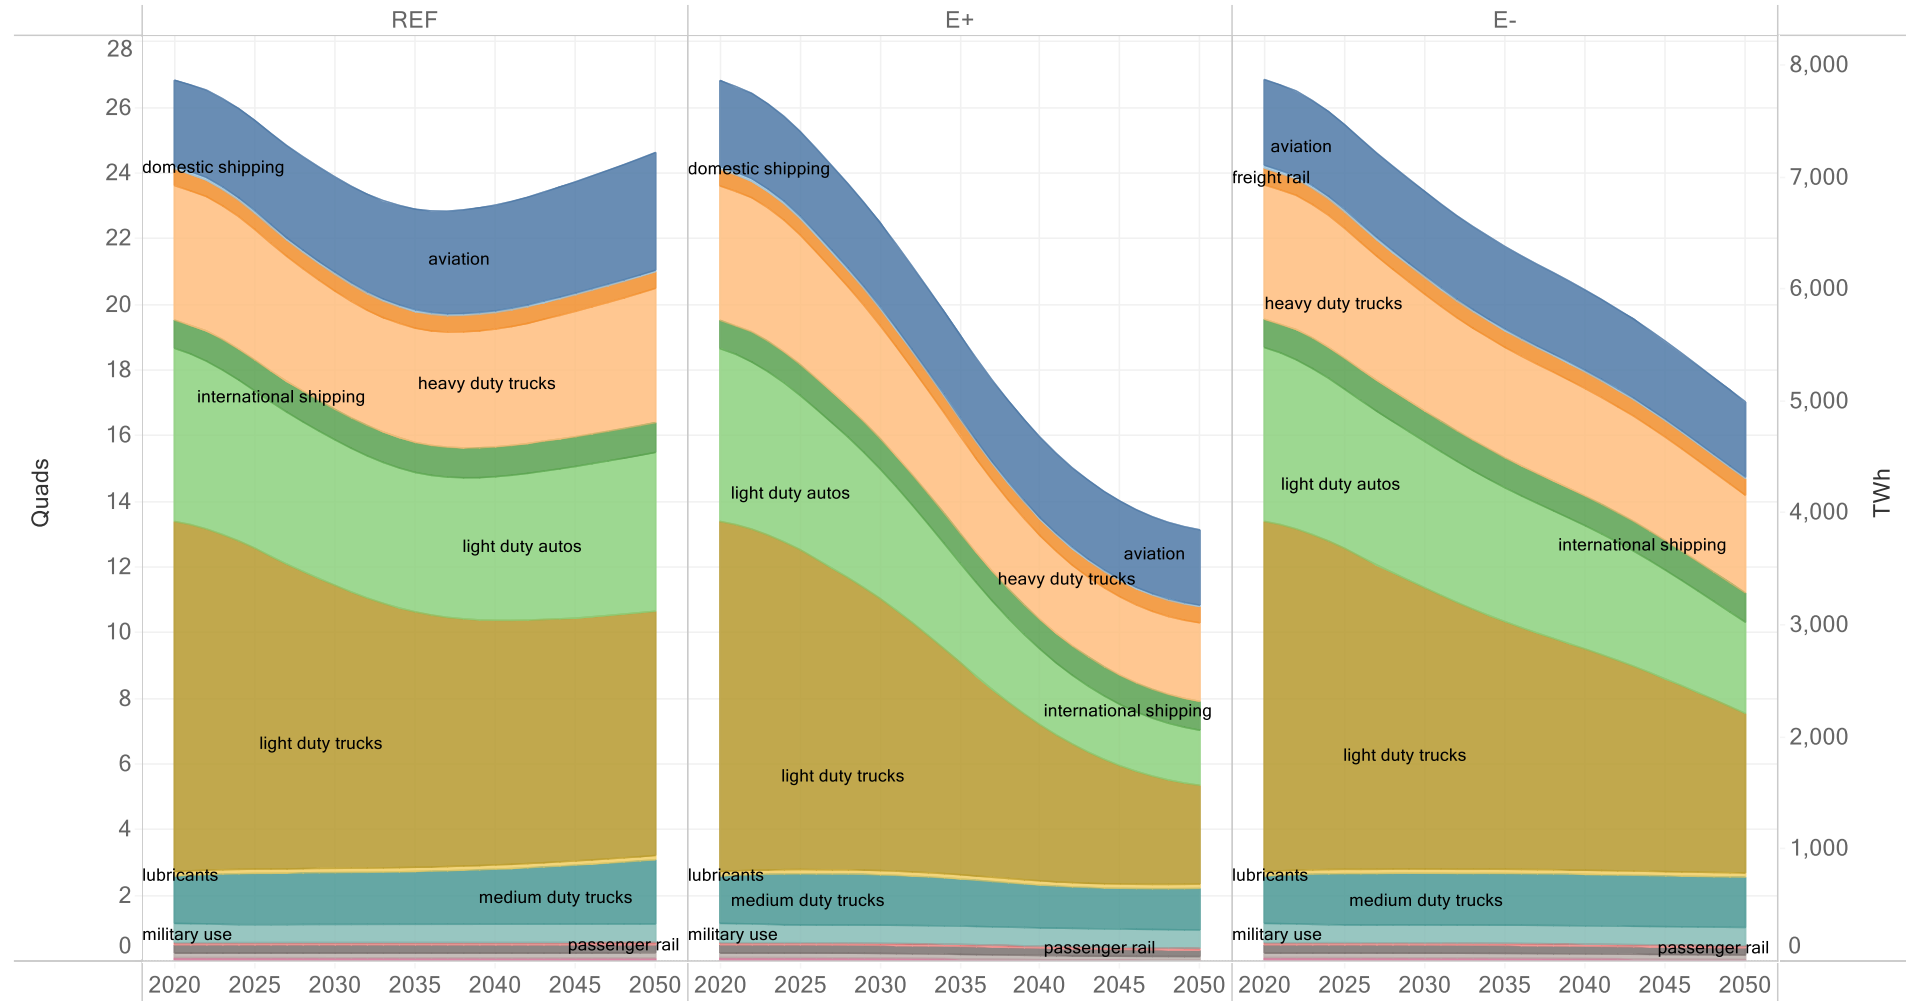 REF E+ E-
28
26
24
22
20
18
16
14
12
10
8
6
4
2
0
Quads
8,000
7,000
6,000
5,000
4,000
3,000
2,000
1,000
0
TWh
domestic shipping
aviation
heavy duty trucks
international shipping
light duty autos
light duty trucks
lubricants
medium duty trucks
military use
passenger rail
domestic shipping
light duty autos
aviation
heavy duty trucks
international shipping
light duty trucks
lubricants
medium duty trucks
military use
passenger rail
aviation
freight rail
heavy duty trucks
light duty autos
international shipping
light duty trucks
lubricants
medium duty trucks
military use
passenger rail
2020 2025 2030 2035 2040 2045 2050 2020 2025 2030 2035 2040 2045 2050 2020 2025 2030 2035 2040 2045 2050